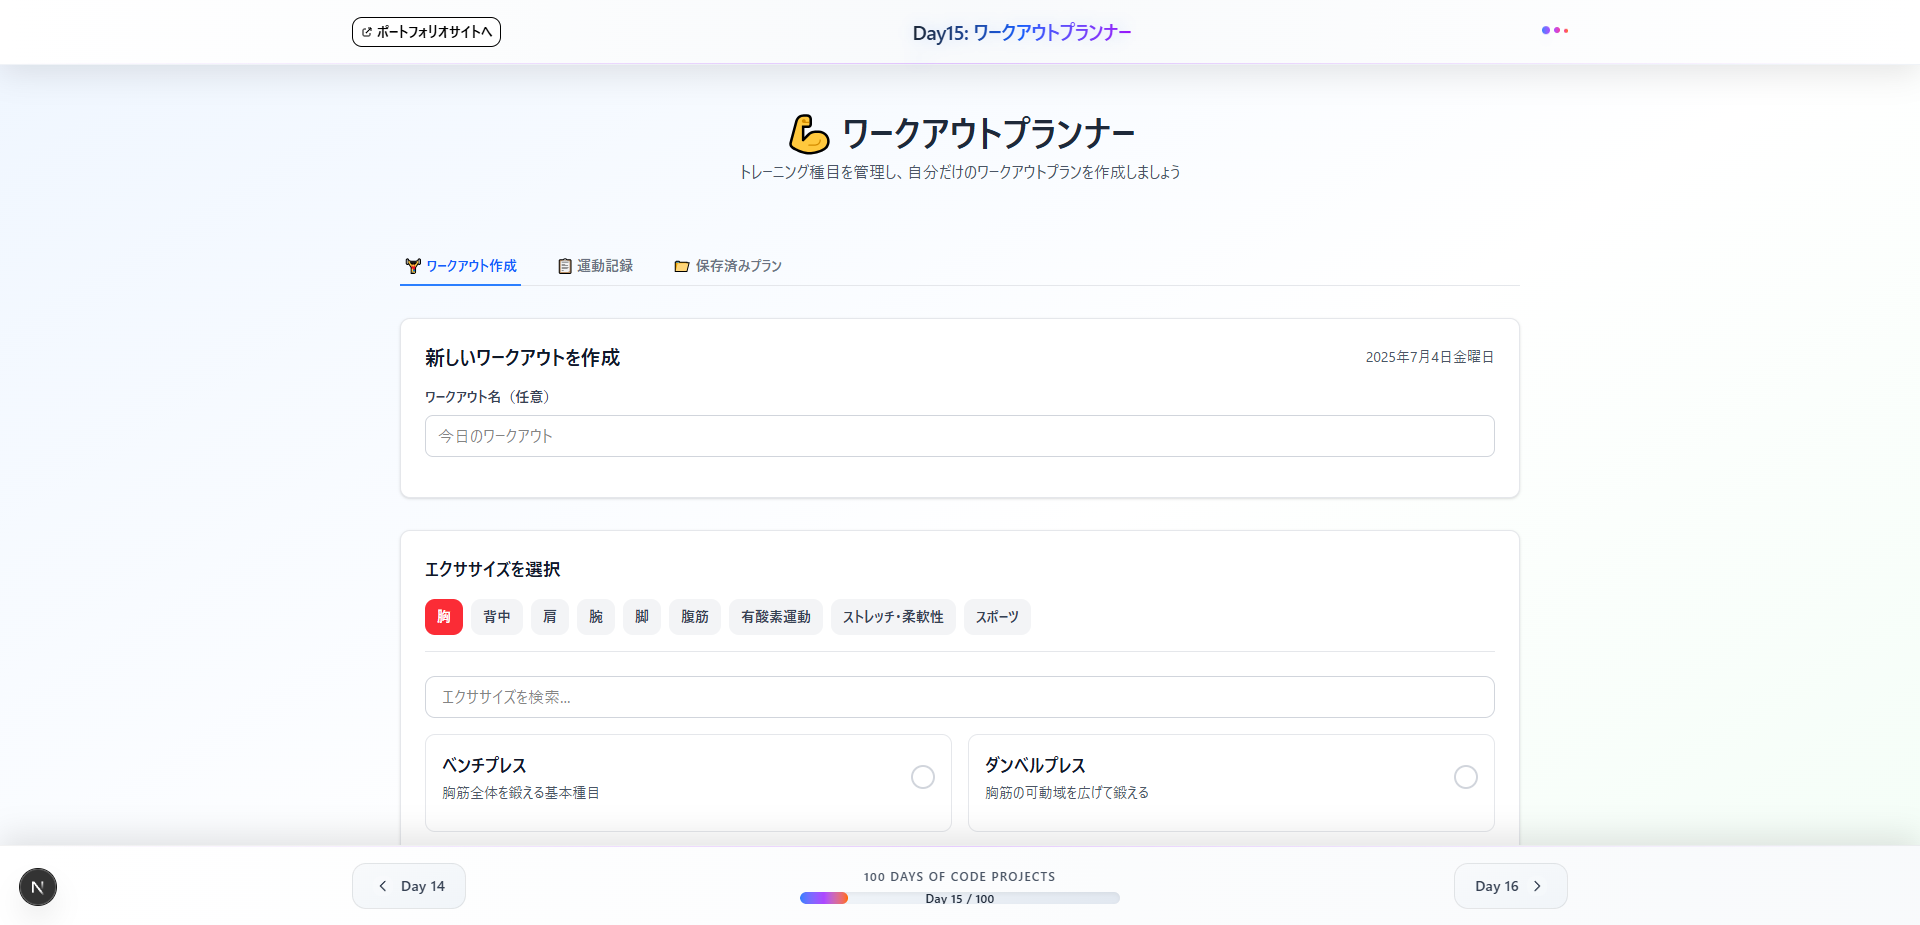 ポートフォリオサイトへ
Day15: ワークアウトプランナー
ワークアウトプランナー
トレーニング種目を管理し、自分だけのワークアウトプランを作成しましょう
ワークアウト作成
運動記録
保存済みプラン
新しいワークアウトを作成
2025年7月4日金曜日
ワークアウト名（任意）
今日のワークアウト
エクササイズを選択
胸
背中
肩
腕
脚
腹筋
有酸素運動
ストレッチ・柔軟性
スポーツ
エクササイズを検索...
ベンチプレス
胸筋全体を鍛える基本種目
ダンベルプレス
胸筋の可動域を広げて鍛える
N
Day 14
100 DAYS OF CODE PROJECTS
Day 15 / 100
Day 16